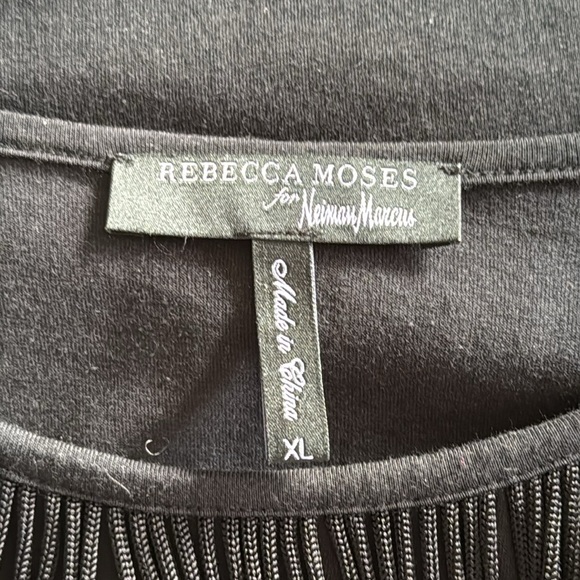 REBECCA MOSES
for Neiman Marcus
Made in China
XL